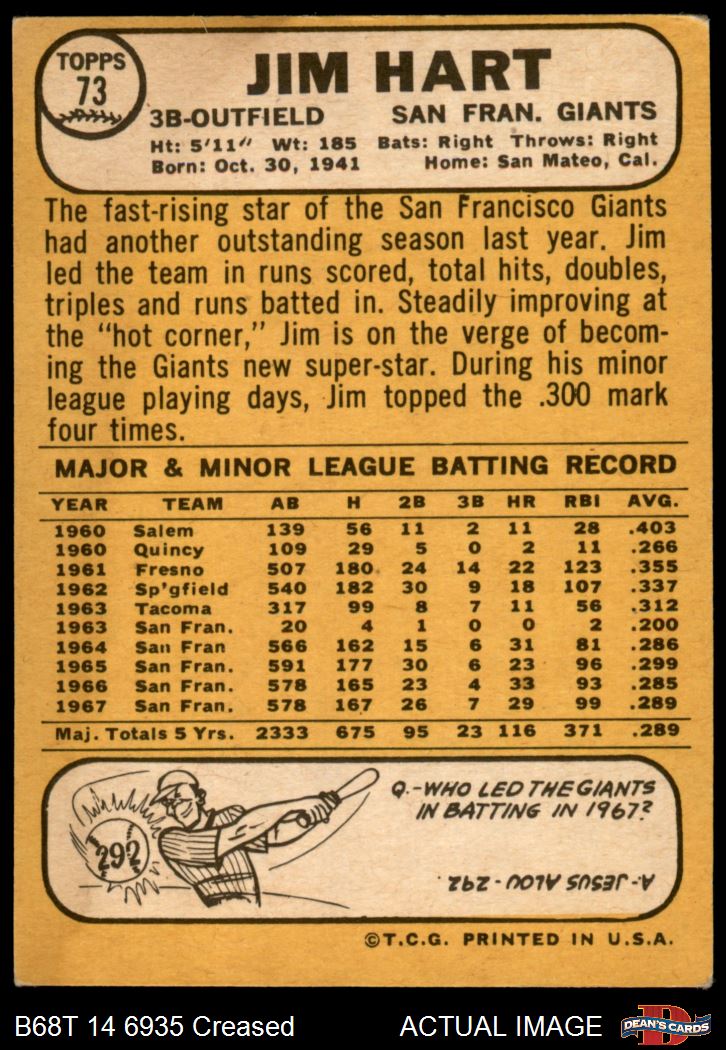 TOPPS
73
JIM HART
3B-OUTFIELD SAN FRAN. GIANTS
Ht: 5'11" Wt: 185 Bats: Right Throws: Right
Born: Oct. 30, 1941 Home: San Mateo, Cal.
The fast-rising star of the San Francisco Giants
had another outstanding season last year. Jim
led the team in runs scored, total hits, doubles,
triples and runs batted in. Steadily improving at
the "hot corner," Jim is on the verge of becom-
ing the Giants new super-star. During his minor
league playing days, Jim topped the .300 mark
four times.
MAJOR & MINOR LEAGUE BATTING RECORD
YEAR TEAM AB H 2B 3B HR RBI AVG.
1960 Salem 139 56 11 2 11 28 .403
1960 Quincy 109 29 5 0 2 11 .266
1961 Fresno 507 180 24 14 22 123 .355
1962 Sp'gfield 540 182 30 9 18 107 .337
1963 Tacoma 317 99 8 7 11 56 .312
1963 San Fran. 20 4 1 0 0 2 .200
1964 San Fran 566 162 15 6 31 81 .286
1965 San Fran. 591 177 30 6 23 96 .299
1966 San Fran. 578 165 23 4 33 93 .285
1967 San Fran. 578 167 26 7 29 99 .289
Maj. Totals 5 Yrs. 2333 675 95 23 116 371 .289
292
Q.-WHO LED THE GIANTS
IN BATTING IN 1967?
A-JESUS ALOU-.292
©T.C.G. PRINTED IN U.S.A.
B68T 14 6935 Creased ACTUAL IMAGE
D
DEAN'S CARDS